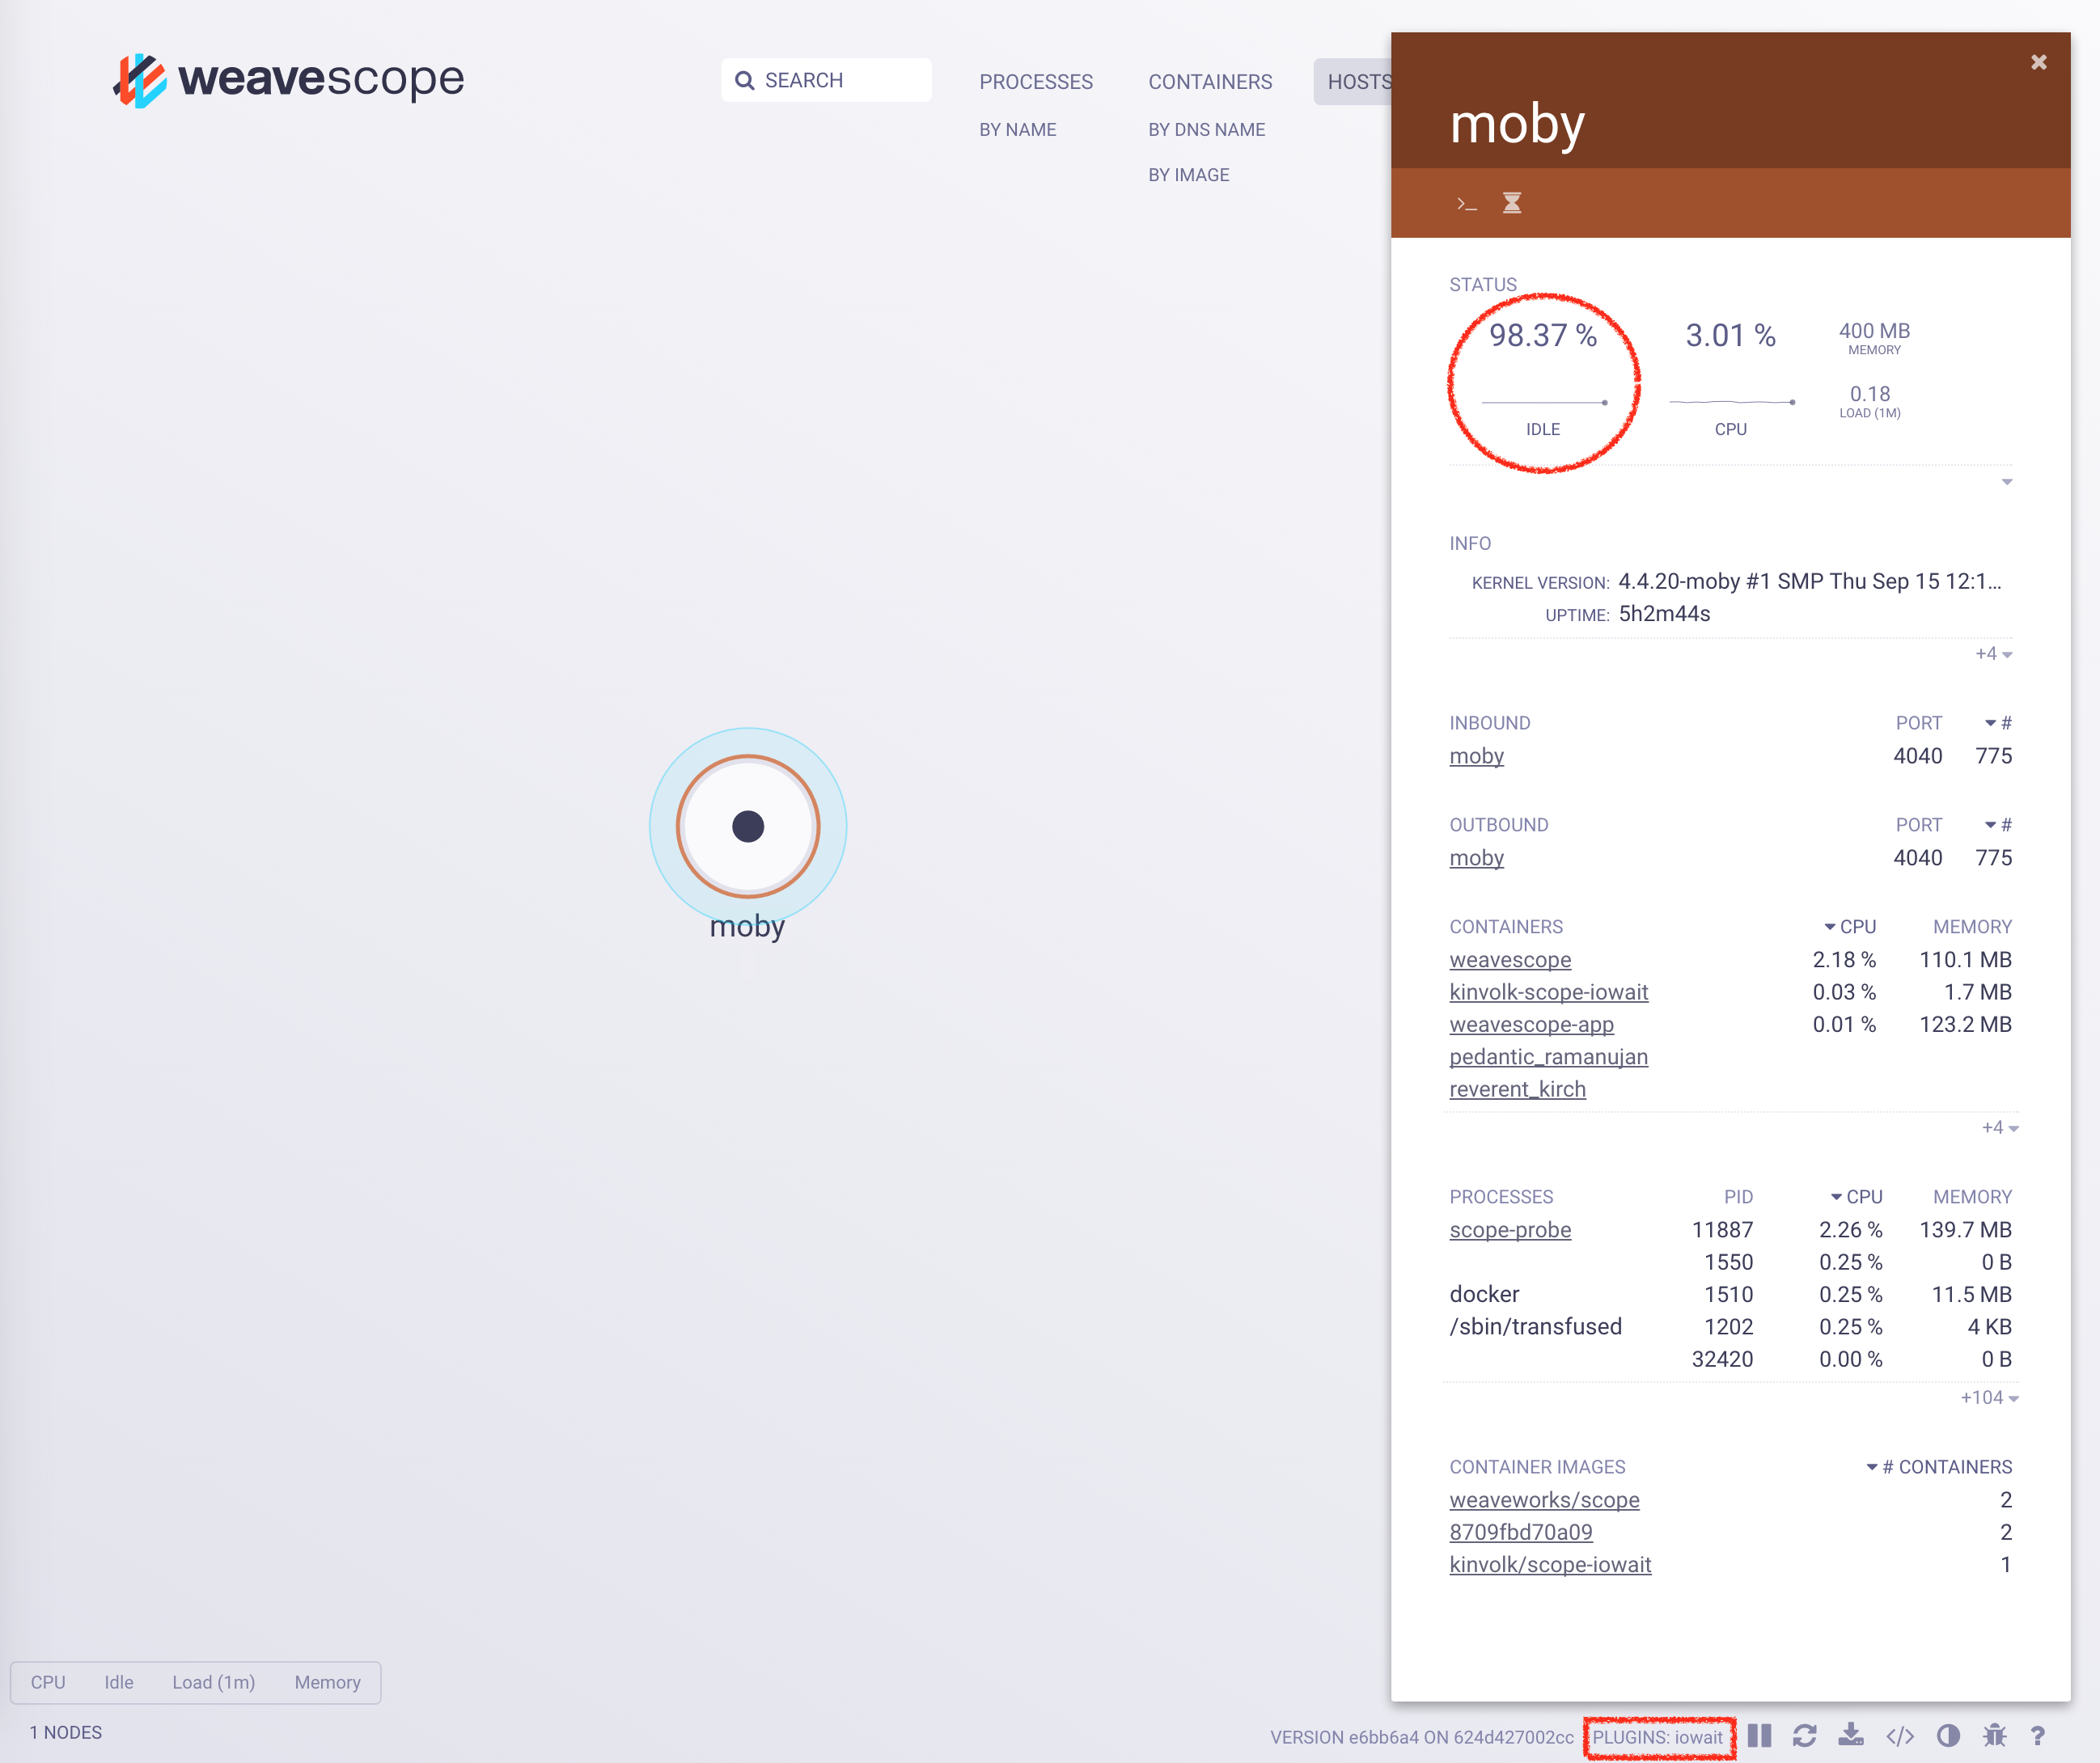 weavescope
SEARCH
PROCESSES
BY NAME
CONTAINERS
BY DNS NAME
BY IMAGE
HOSTS
moby
moby
>_
STATUS
98.37 %
IDLE
3.01 %
CPU
400 MB
MEMORY
0.18
LOAD (1M)
INFO
KERNEL VERSION: 4.4.20-moby #1 SMP Thu Sep 15 12:1...
UPTIME: 5h2m44s
+4
INBOUND PORT #
moby 4040 775
OUTBOUND PORT #
moby 4040 775
CONTAINERS CPU MEMORY
weavescope 2.18 % 110.1 MB
kinvolk-scope-iowait 0.03 % 1.7 MB
weavescope-app 0.01 % 123.2 MB
pedantic_ramanujan
reverent_kirch
+4
PROCESSES PID CPU MEMORY
scope-probe 11887 2.26 % 139.7 MB
1550 0.25 % 0 B
docker 1510 0.25 % 11.5 MB
/sbin/transfused 1202 0.25 % 4 KB
32420 0.00 % 0 B
+104
CONTAINER IMAGES # CONTAINERS
weaveworks/scope 2
8709fbd70a09 2
kinvolk/scope-iowait 1
CPU Idle Load (1m) Memory
1 NODES
VERSION e6bb6a4 ON 624d427002cc PLUGINS: iowait </> ?